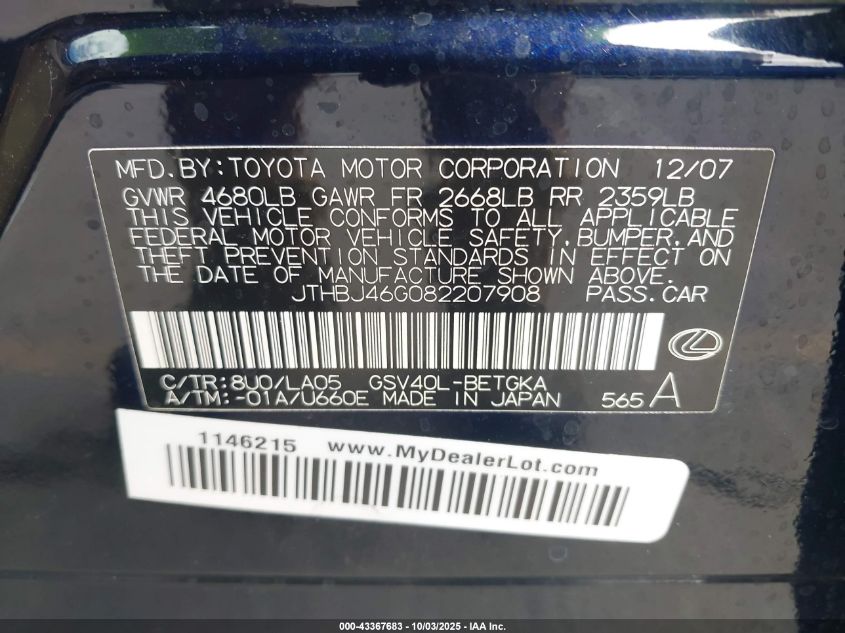 MFD. BY: TOYOTA MOTOR CORPORATION 12/07
GVWR 4680LB GAWR FR 2668LB RR 2359LB
THIS VEHICLE CONFORMS TO ALL APPLICABLE
FEDERAL MOTOR VEHICLE SAFETY, BUMPER, AND
THEFT PREVENTION STANDARDS IN EFFECT ON
THE DATE OF MANUFACTURE SHOWN ABOVE.
JTHBJ46G082207908 PASS. CAR
C/TR: 8U0/LA05 GSV40L-BETGKA
A/TM: -01A/U660E MADE IN JAPAN 565 A
1146215 www.MyDealerLot.com
000-43367683 - 10/03/2025 - IAA Inc.